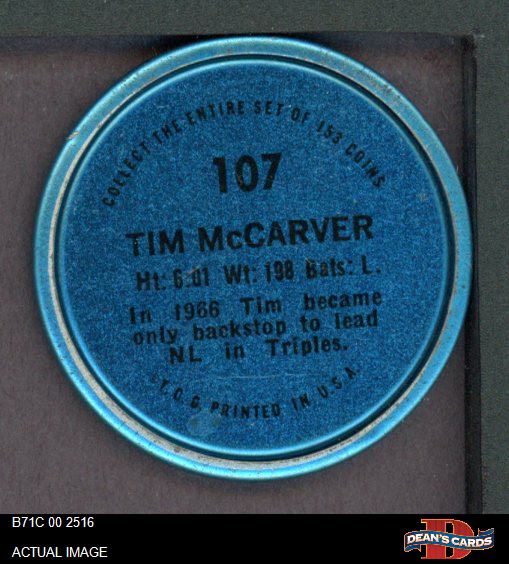 COLLECT THE ENTIRE SET OF 153 COINS
107
TIM McCARVER
Ht: 6.01 Wt: 198 Bats: L.
In 1966 Tim became
only backstop to lead
NL in Triples.
T.C.G. PRINTED IN U.S.A.
B71C 00 2516
ACTUAL IMAGE
D
DEAN'S CARDS